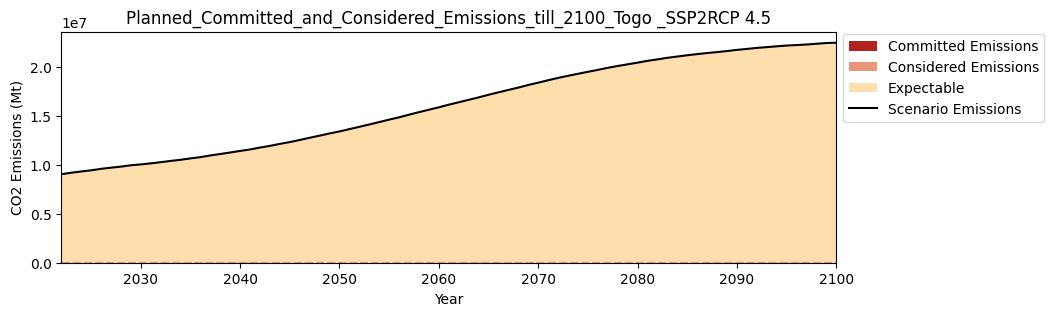 Planned_Committed_and_Considered_Emissions_till_2100_Togo _SSP2RCP 4.5
1e7
CO2 Emissions (Mt)
2.0
1.5
1.0
0.5
0.0
2030 2040 2050 2060 2070 2080 2090 2100
Year
Committed Emissions
Considered Emissions
Expectable
Scenario Emissions